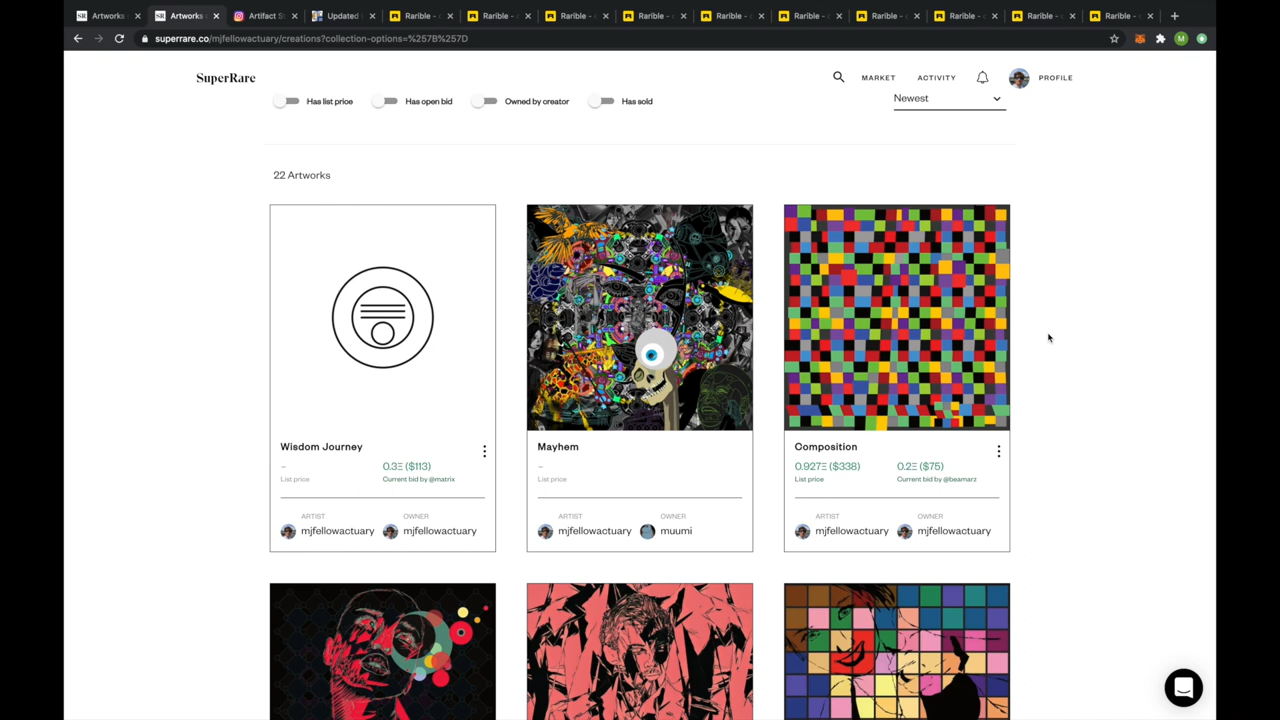 Artworks
Artworks
Artifact S
Updated
Rarible -
Rarible -
Rarible -
Rarible -
Rarible -
Rarible -
Rarible -
Rarible -
Rarible -
Rarible -
superrare.co/mjfellowactuary/creations?collection-options=%257B%257D
M
SuperRare
MARKET
ACTIVITY
PROFILE
Has list price
Has open bid
Owned by creator
Has sold
Newest
22 Artworks
Wisdom Journey
–
0.3Ξ ($113)
List price
Current bid by @matrix
ARTIST
OWNER
mjfellowactuary
mjfellowactuary
Mayhem
–
List price
ARTIST
OWNER
mjfellowactuary
muumi
Composition
0.927Ξ ($338)
0.2Ξ ($75)
List price
Current bid by @beamarz
ARTIST
OWNER
mjfellowactuary
mjfellowactuary